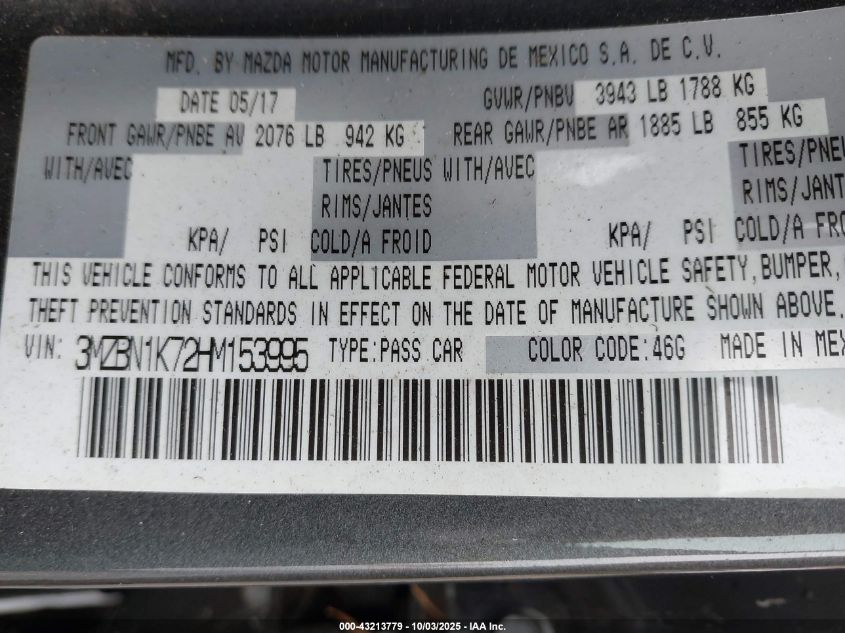 MFD. BY MAZDA MOTOR MANUFACTURING DE MEXICO S.A. DE C.V.
DATE 05/17 GVWR/PNBV 3943 LB 1788 KG
FRONT GAWR/PNBE AV 2076 LB 942 KG REAR GAWR/PNBE AR 1885 LB 855 KG
WITH/AVEC TIRES/PNEUS WITH/AVEC TIRES/PNEU
RIMS/JANTES RIMS/JANTES
KPA/ PSI COLD/A FROID KPA/ PSI COLD/A FROID
THIS VEHICLE CONFORMS TO ALL APPLICABLE FEDERAL MOTOR VEHICLE SAFETY, BUMPER,
THEFT PREVENTION STANDARDS IN EFFECT ON THE DATE OF MANUFACTURE SHOWN ABOVE.
VIN: 3MZBN1K72HM153995 TYPE:PASS CAR COLOR CODE:46G MADE IN MEX
000-43213779 - 10/03/2025 - IAA Inc.